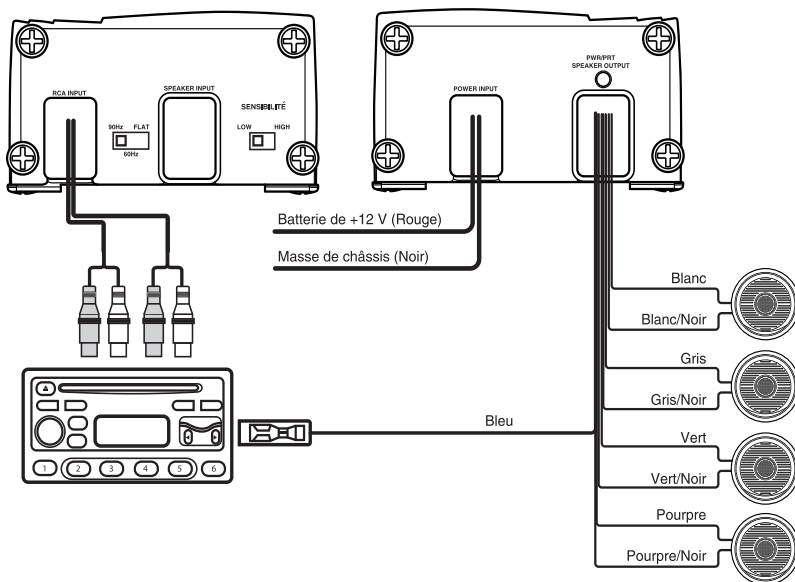 RCA INPUT
SPEAKER INPUT
SENSIBILITÉ
90Hz FLAT
60Hz
LOW HIGH
PWR/PRT
SPEAKER OUTPUT
POWER INPUT
Batterie de +12 V (Rouge)
Masse de châssis (Noir)
Blanc
Blanc/Noir
Gris
Gris/Noir
Bleu
Vert
Vert/Noir
Pourpre
Pourpre/Noir
1 2 3 4 5 6